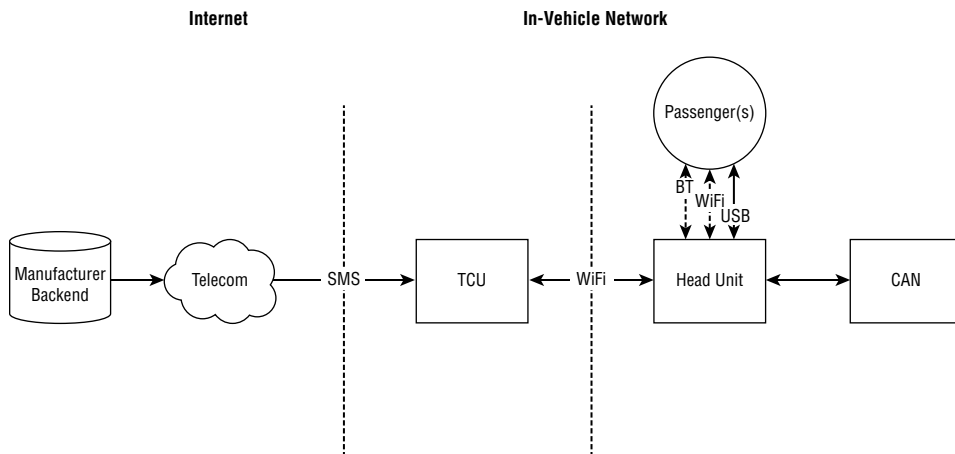 Internet
In-Vehicle Network
Passenger(s)
BT
WiFi
USB
Manufacturer
Backend
Telecom
SMS
TCU
WiFi
Head Unit
CAN